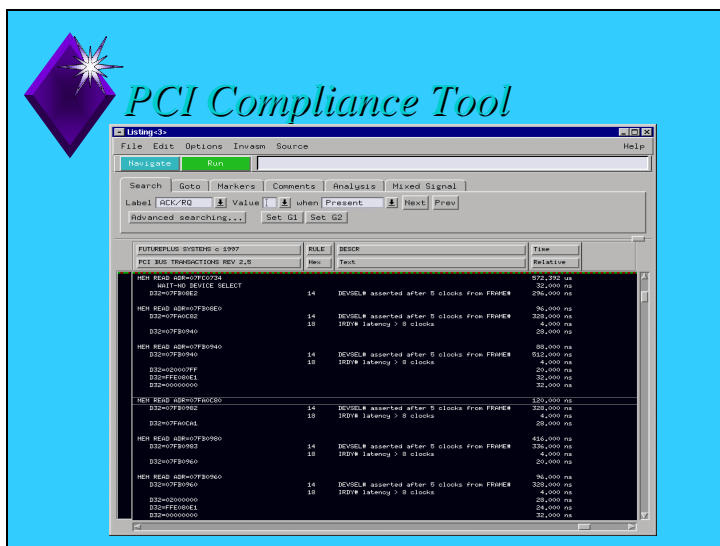 PCI Compliance Tool
Listing<3>
File Edit Options Invasm Source Help
Navigate Run
Search Goto Markers Comments Analysis Mixed Signal
Label ACK/RQ Value when Present Next Prev
Advanced searching... Set G1 Set G2
FUTUREPLUS SYSTEMS c 1997 RULE DESCR Time
PCI BUS TRANSACTIONS REV 2.5 Hex Text Relative
MEM READ ADR=07FC0734 572.392 us
WAIT-NO DEVICE SELECT 32.000 ns
D32=07FB08E2 14 DEVSEL# asserted after 5 clocks from FRAME# 296.000 ns
MEM READ ADR=07FB08E0 96.000 ns
D32=07FA0C82 14 DEVSEL# asserted after 5 clocks from FRAME# 328.000 ns
18 IRDY# latency > 8 clocks 4.000 ns
D32=07FB0940 28.000 ns
MEM READ ADR=07FB0940 88.000 ns
D32=07FB0940 14 DEVSEL# asserted after 5 clocks from FRAME# 512.000 ns
18 IRDY# latency > 8 clocks 4.000 ns
D32=020007FF 20.000 ns
D32=FFE080E1 32.000 ns
D32=00000000 32.000 ns
MEM READ ADR=07FA0C80 120.000 ns
D32=07FB0982 14 DEVSEL# asserted after 5 clocks from FRAME# 328.000 ns
18 IRDY# latency > 8 clocks 4.000 ns
D32=07FA0CA1 28.000 ns
MEM READ ADR=07FB0980 416.000 ns
D32=07FB0983 14 DEVSEL# asserted after 5 clocks from FRAME# 336.000 ns
18 IRDY# latency > 8 clocks 4.000 ns
D32=07FB0960 20.000 ns
MEM READ ADR=07FB0960 96.000 ns
D32=07FB0960 14 DEVSEL# asserted after 5 clocks from FRAME# 328.000 ns
18 IRDY# latency > 8 clocks 4.000 ns
D32=02000000 28.000 ns
D32=FFE080E1 24.000 ns
D32=00000000 32.000 ns